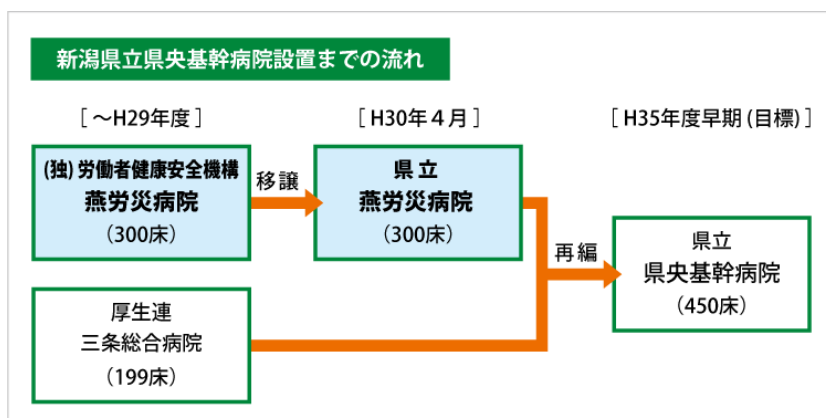 新潟県立県央基幹病院設置までの流れ
［～H29年度］
［H30年４月］
［H35年度早期(目標)］
(独)労働者健康安全機構
燕労災病院
（300床）
移譲
県立
燕労災病院
（300床）
再編
県立
県央基幹病院
（450床）
厚生連
三条総合病院
（199床）